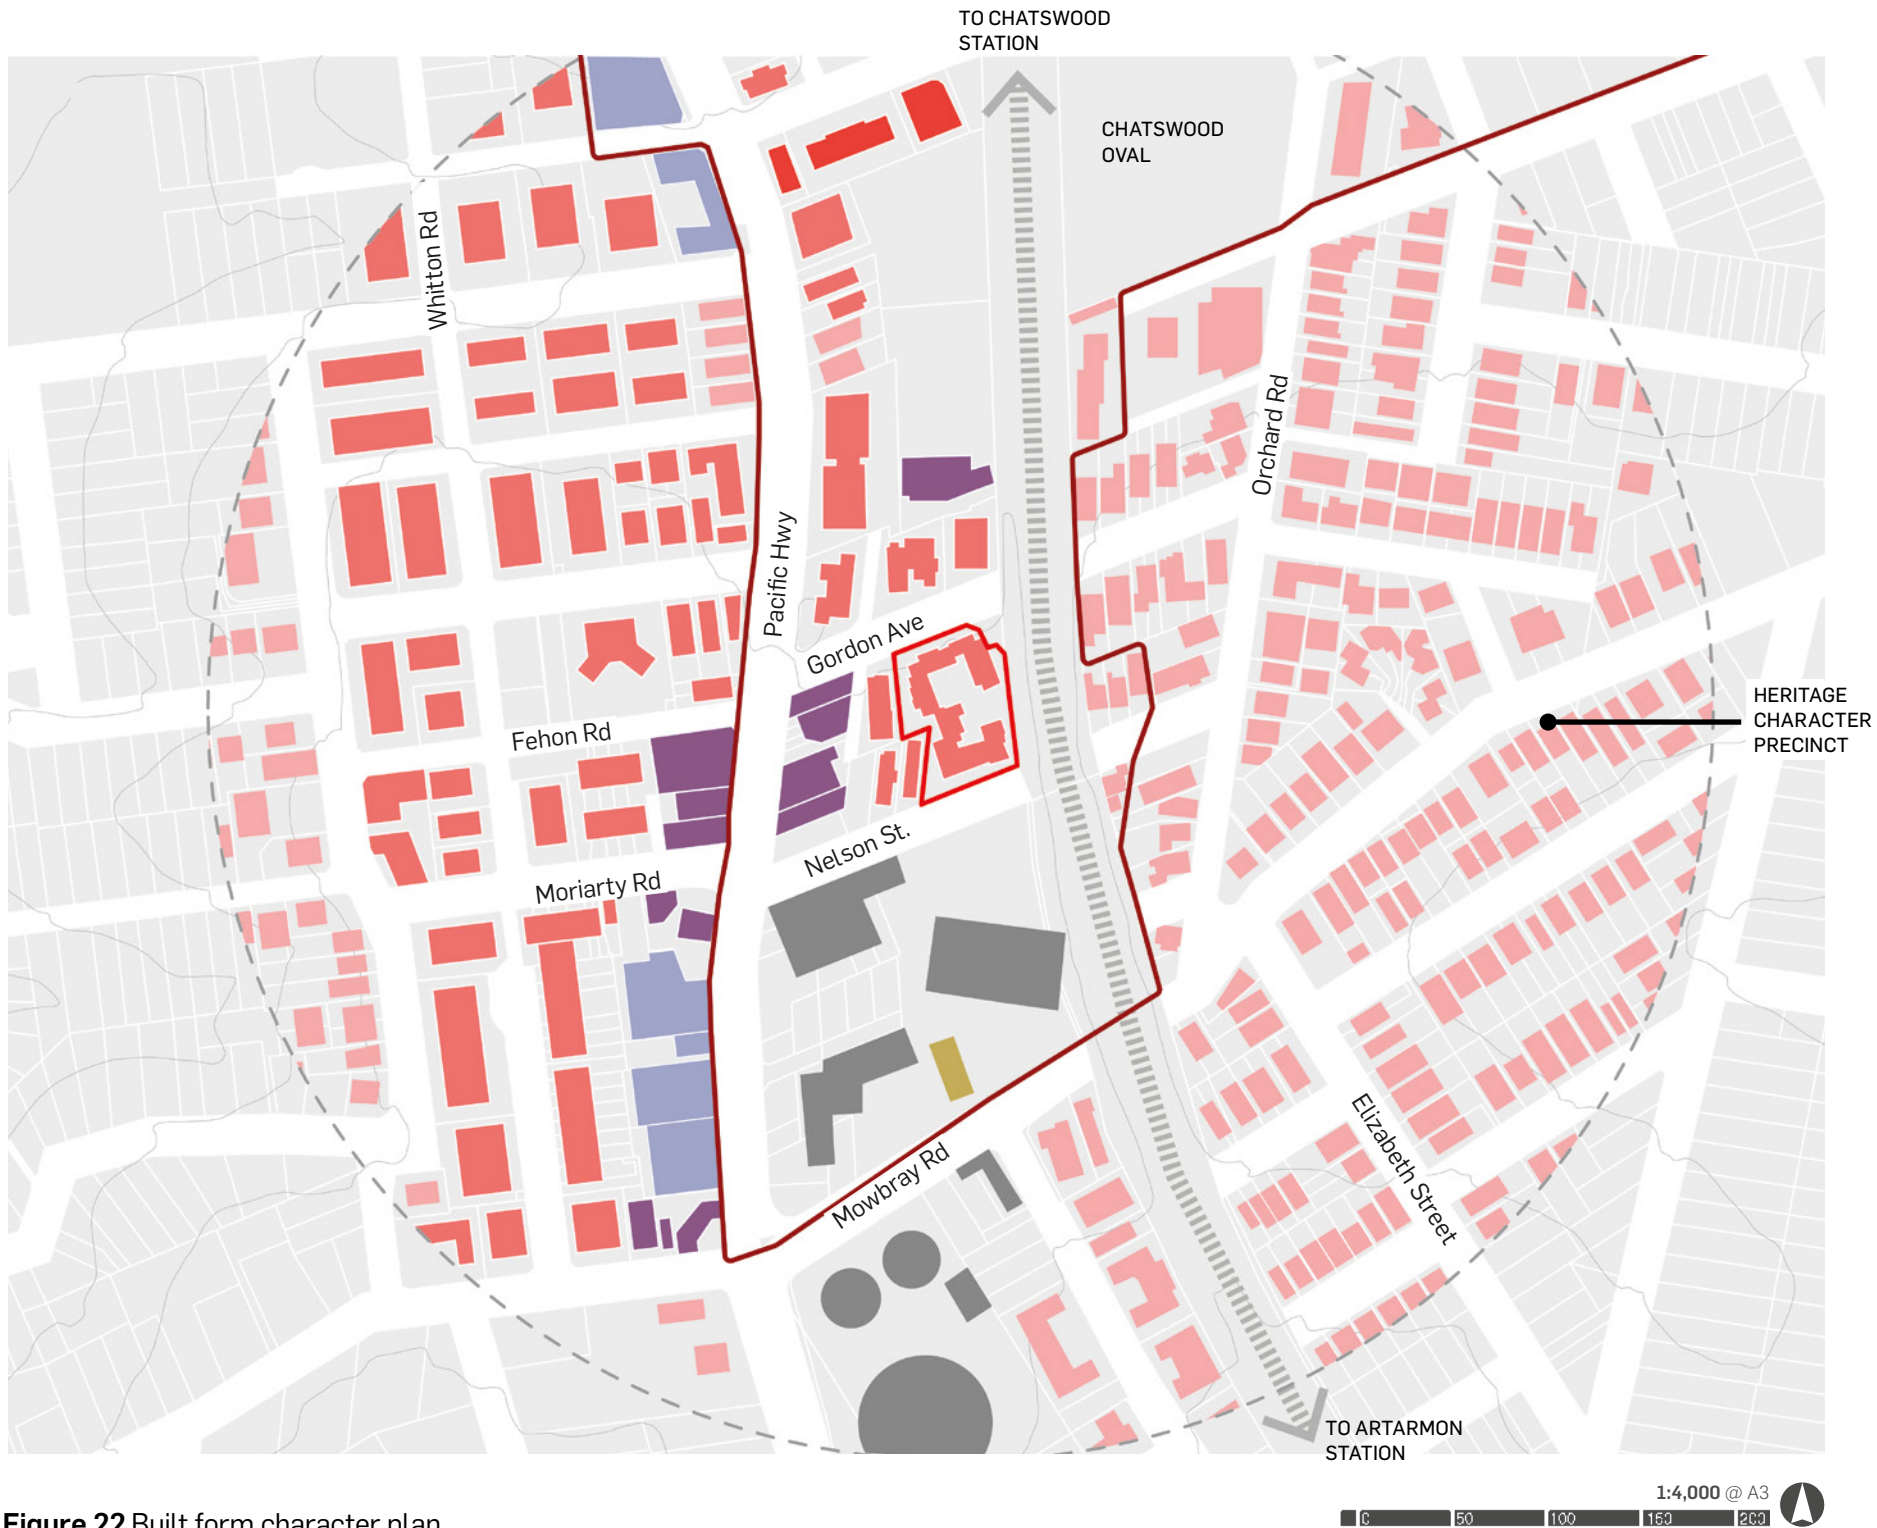 TO CHATSWOOD
STATION
CHATSWOOD
OVAL
Whitton Rd
Orchard Rd
Pacific Hwy
Gordon Ave
HERITAGE
CHARACTER
PRECINCT
Fehon Rd
Nelson St.
Moriarty Rd
Elizabeth Street
Mowbray Rd
TO ARTARMON
STATION
1:4,000 @ A3
0 50 100 150 200
Figure 22 Built form character plan